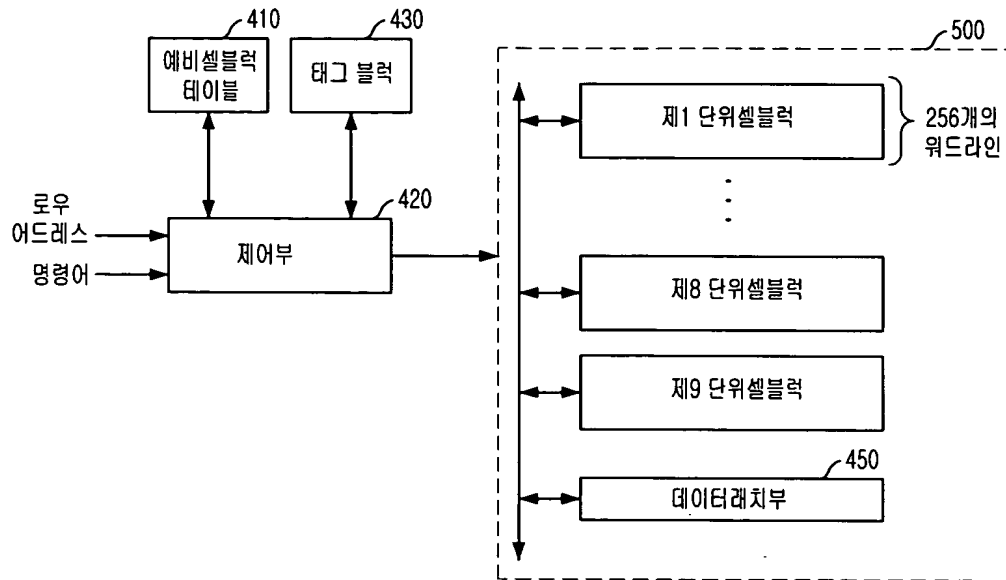 410
예비셀블럭
테이블
430
태그 블럭
500
제1 단위셀블럭
256개의
워드라인
로우
어드레스
명령어
420
제어부
제8 단위셀블럭
제9 단위셀블럭
450
데이터래치부